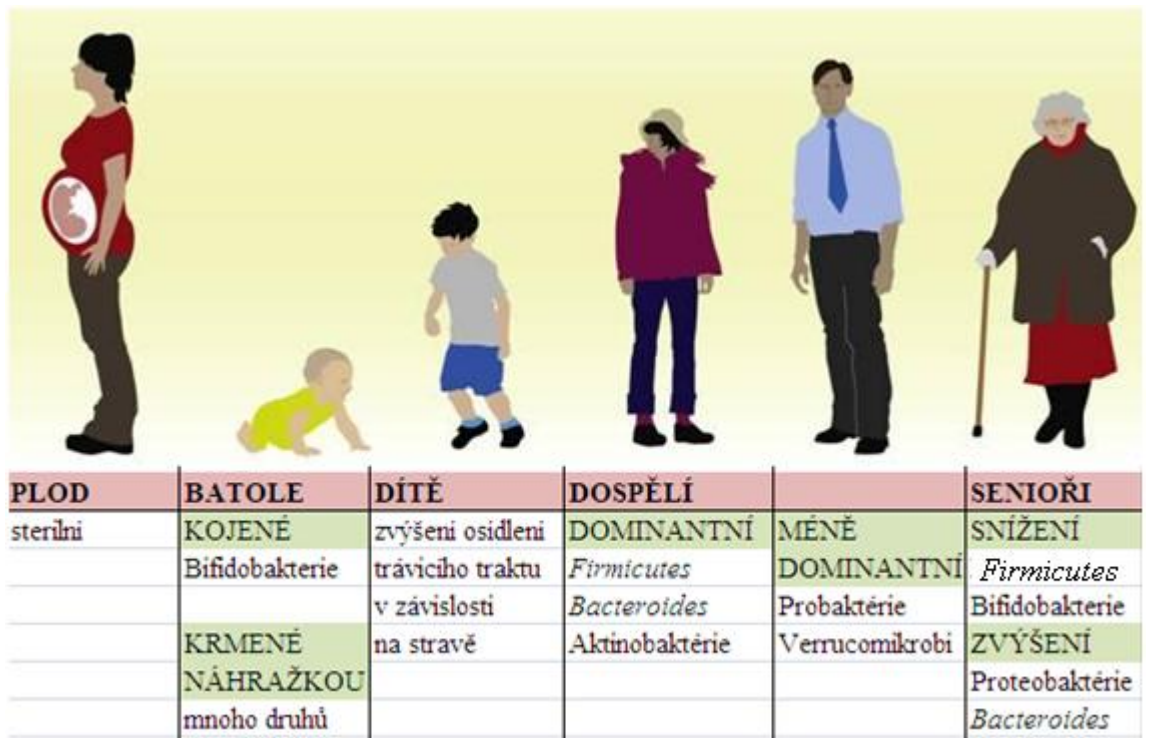 PLOD BATOLE DÍTĚ DOSPĚLÍ SENIOŘI
sterilní KOJENÉ zvýšení osídlení DOMINANTNÍ MÉNĚ SNÍŽENÍ
Bifidobakterie trávicího traktu Firmicutes DOMINANTNÍ Firmicutes
v závislosti Bacteroides Probaktérie Bifidobakterie
KRMENÉ na stravě Aktinobaktérie Verrucomikrobi ZVÝŠENÍ
NÁHRAŽKOU Proteobaktérie
mnoho druhů Bacteroides